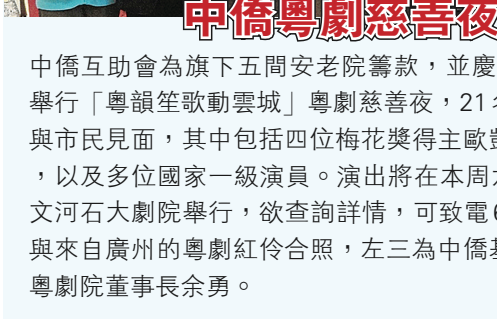 中僑粵劇慈善夜
中僑互助會為旗下五間安老院籌款，並慶
舉行「粵韻笙歌動雲城」粵劇慈善夜，21
與市民見面，其中包括四位梅花獎得主歐
，以及多位國家一級演員。演出將在本周
文河石大劇院舉行，欲查詢詳情，可致電
與來自廣州的粵劇紅伶合照，左三為中僑
粵劇院董事長余勇。